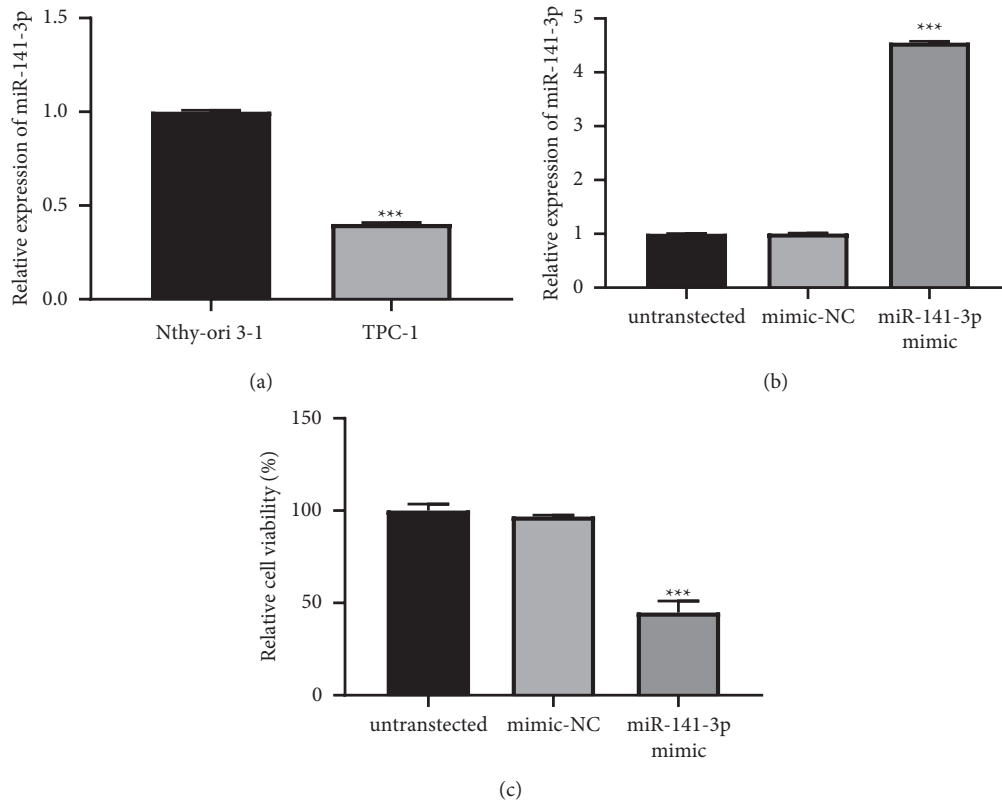 Relative expression of miR-141-3p
1.5
1.0
0.5
0.0
***
Nthy-ori 3-1
TPC-1
(a)
Relative expression of miR-141-3p
5
4
3
2
1
0
***
untranstected
mimic-NC
miR-141-3p
mimic
(b)
Relative cell viability (%)
150
100
50
0
***
untranstected
mimic-NC
miR-141-3p
mimic
(c)